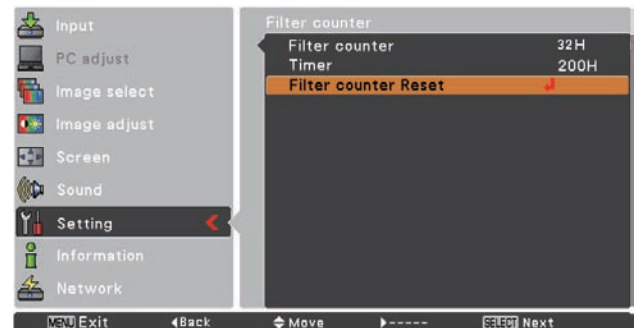 Input
PC adjust
Image select
Image adjust
Screen
Sound
Setting
Information
Network
Filter counter
Filter counter 32H
Timer 200H
Filter counter Reset
MENU Exit Back Move ----- SELECT Next